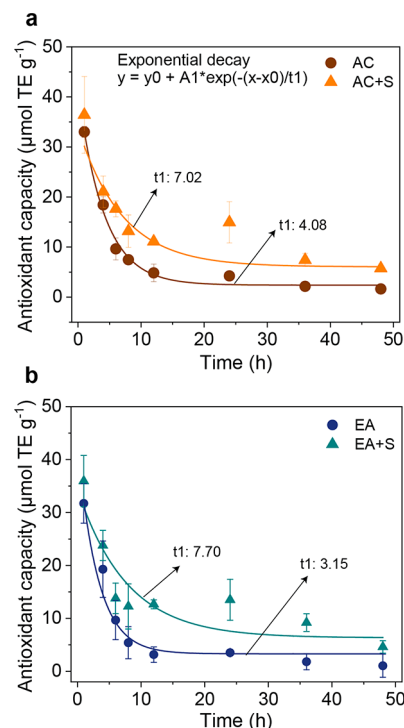 a
Exponential decay
y = y0 + A1*exp(-(x-x0)/t1)
AC
AC+S
t1: 7.02
t1: 4.08
Antioxidant capacity (µmol TE g⁻¹)
50
40
30
20
10
0
0 10 20 30 40 50
Time (h)
b
EA
EA+S
t1: 7.70
t1: 3.15
Antioxidant capacity (µmol TE g⁻¹)
50
40
30
20
10
0
0 10 20 30 40 50
Time (h)